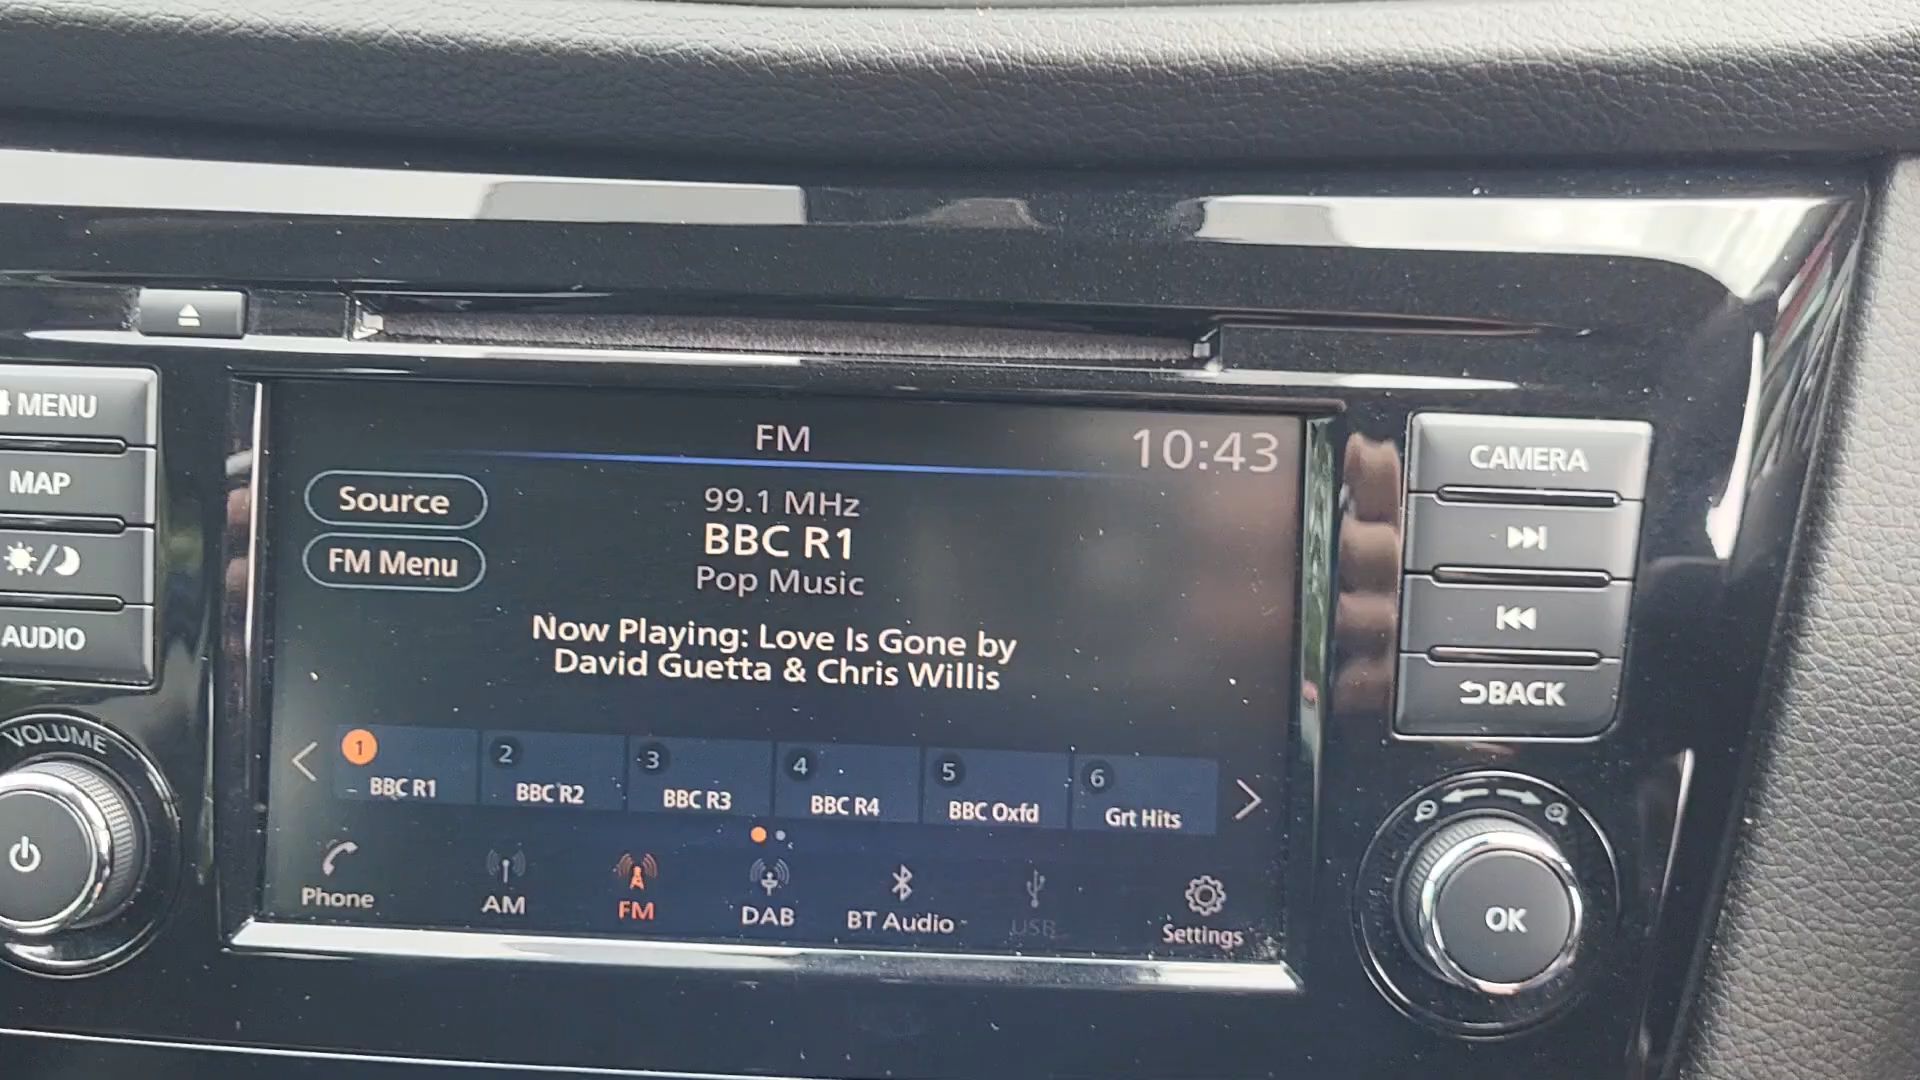 MENU
MAP
AUDIO
VOLUME
FM
10:43
Source
FM Menu
99.1 MHz
BBC R1
Pop Music
Now Playing: Love Is Gone by
David Guetta & Chris Willis
1 BBC R1
2 BBC R2
3 BBC R3
4 BBC R4
5 BBC Oxfd
6 Grt Hits
Phone
AM
FM
DAB
BT Audio
USB
Settings
CAMERA
BACK
OK